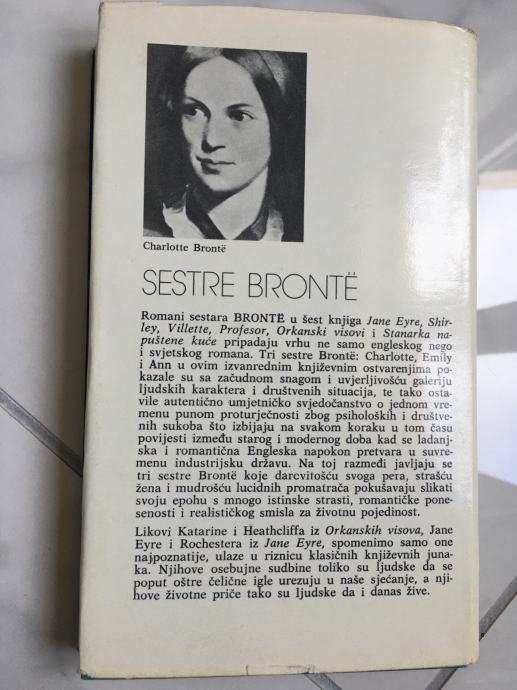 Charlotte Brontë
SESTRE BRONTË
Romani sestara BRONTË u šest knjiga Jane Eyre, Shir-
ley, Villette, Profesor, Orkanski visovi i Stanarka na-
puštene kuće pripadaju vrhu ne samo engleskog nego
i svjetskog romana. Tri sestre Brontë: Charlotte, Emily
i Ann u ovim izvanrednim književnim ostvarenjima po-
kazale su sa začudnom snagom i uvjerljivošću galeriju
ljudskih karaktera i društvenih situacija, te tako osta-
vile autentično umjetničko svjedočanstvo o jednom vre-
menu punom proturječnosti zbog psiholoških i društve-
nih sukoba što izbijaju na svakom koraku u tom času
povijesti između starog i modernog doba kad se ladanj-
ska i romantična Engleska napokon pretvara u suvre-
menu industrijsku državu. Na toj razmeđi javljaju se
tri sestre Brontë koje darcvitošću svoga pera, strašću
žena i mudrošću lucidnih promatrača pokušavaju slikati
svoju epohu s mnogo istinske strasti, romantičke pone-
senosti i realističkog smisla za životnu pojedinost.
Likovi Katarine i Heathcliffa iz Orkanskih visova, Jane
Eyre i Rochestera iz Jane Eyre, spomenimo samo one
najpoznatije, ulaze u riznicu klasičnih književnih juna-
ka. Njihove osebujne sudbine toliko su ljudske da se
poput oštre čelične igle urezuju u naše sjećanje, a nji-
hove životne priče tako su ljudske da i danas žive.